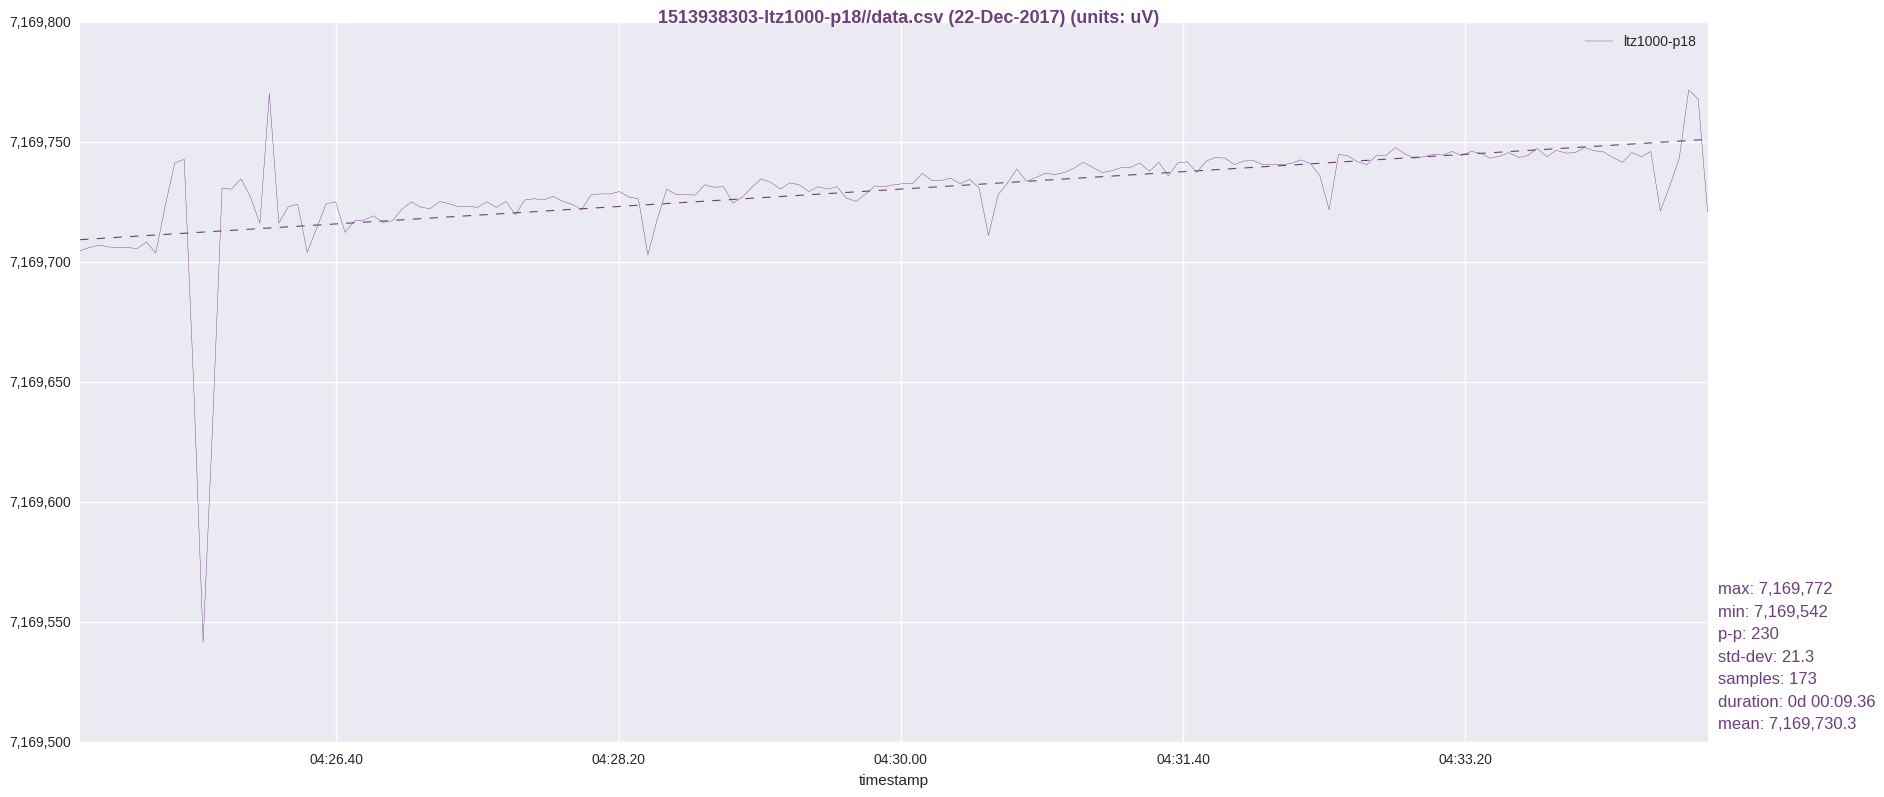 1513938303-ltz1000-p18//data.csv (22-Dec-2017) (units: uV)
ltz1000-p18
7,169,800
7,169,750
7,169,700
7,169,650
7,169,600
7,169,550
7,169,500
04:26.40
04:28.20
04:30.00
04:31.40
04:33.20
timestamp
max: 7,169,772
min: 7,169,542
p-p: 230
std-dev: 21.3
samples: 173
duration: 0d 00:09.36
mean: 7,169,730.3